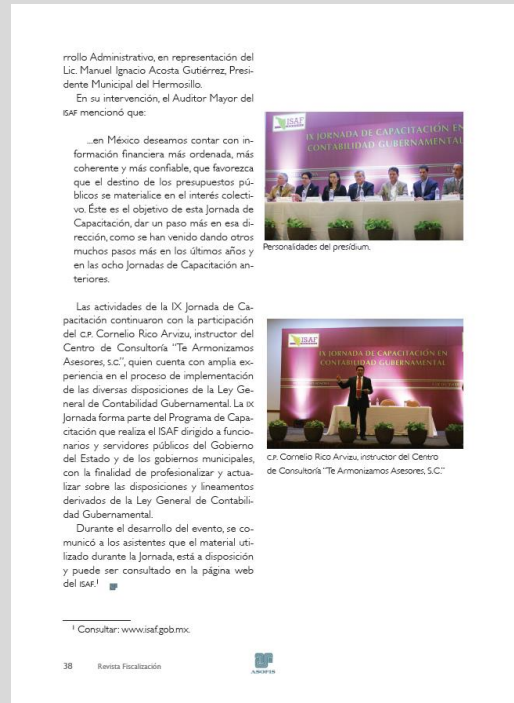 rrollo Administrativo, en representación del
Lic. Manuel Ignacio Acosta Gutiérrez, Presi-
dente Municipal del Hermosillo.
En su intervención, el Auditor Mayor del
ISAF mencionó que:
...en México deseamos contar con in-
formación financiera más ordenada, más
coherente y más confiable, que favorezca
que el destino de los presupuestos pú-
blicos se materialice en el interés colecti-
vo. Éste es el objetivo de esta Jornada de
Capacitación, dar un paso más en esa di-
rección, como se han venido dando otros
muchos pasos más en los últimos años y
en las ocho Jornadas de Capacitación an-
teriores.
Las actividades de la IX Jornada de Ca-
pacitación continuaron con la participación
del C.P. Cornelio Rico Arvizu, instructor del
Centro de Consultoría "Te Armonizamos
Asesores, S.C.", quien cuenta con amplia ex-
periencia en el proceso de implementación
de las diversas disposiciones de la Ley Ge-
neral de Contabilidad Gubernamental. La IX
Jornada forma parte del Programa de Capa-
citación que realiza el ISAF dirigido a funcio-
narios y servidores públicos del Gobierno
del Estado y de los gobiernos municipales,
con la finalidad de profesionalizar y actua-
lizar sobre las disposiciones y lineamentos
derivados de la Ley General de Contabili-
dad Gubernamental.
Durante el desarrollo del evento, se co-
municó a los asistentes que el material uti-
lizado durante la Jornada, está a disposición
y puede ser consultado en la página web
del ISAF.¹
¹ Consultar: www.isaf.gob.mx.
ISAF
IX JORNADA DE CAPACITACIÓN EN
CONTABILIDAD GUBERNAMENTAL
Personalidades del presídium.
ISAF
IX JORNADA DE CAPACITACIÓN EN
CONTABILIDAD GUBERNAMENTAL
C.P. Cornelio Rico Arvizu, instructor del Centro
de Consultoría "Te Armonizamos Asesores, S.C."
38 Revista Fiscalización
ASOFIS